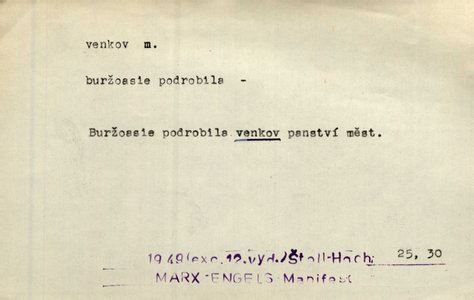 venkov m.
buržoasie podrobila -
Buržoasie podrobila venkov panství měst.
1949(exc.12.vyd./Štoll-Hoch; 25, 30
MARX-ENGELS-Manifest